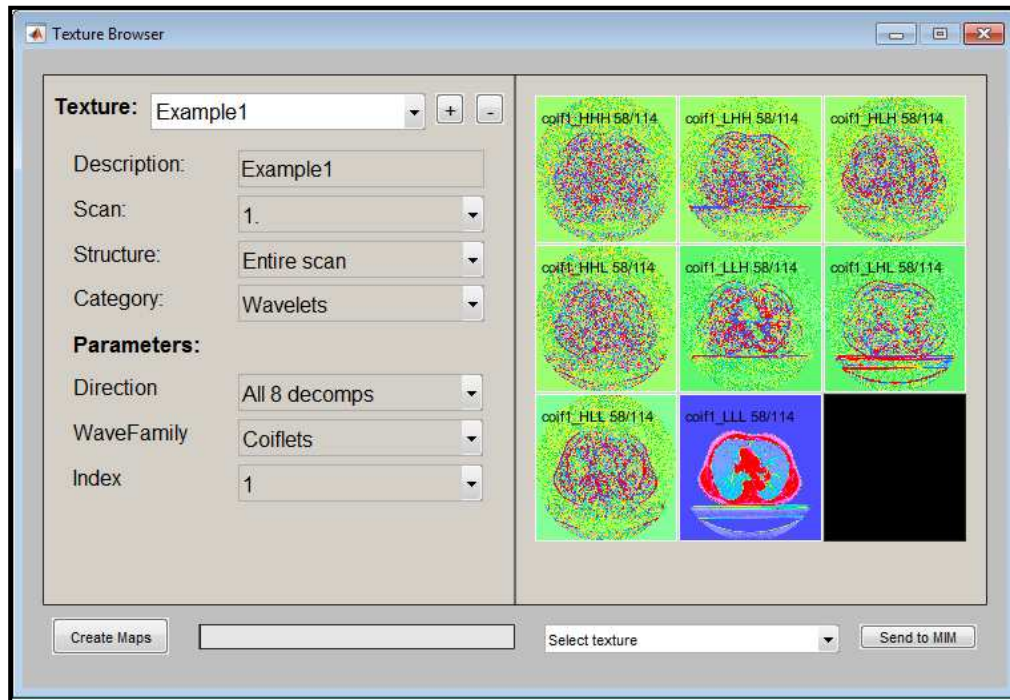 Texture Browser
Texture: Example1 + -
Description: Example1
Scan: 1.
Structure: Entire scan
Category: Wavelets
Parameters:
Direction All 8 decomps
WaveFamily Coiflets
Index 1
coif1_HHH 58/114 coif1_LHH 58/114 coif1_HLH 58/114
coif1_HHL 58/114 coif1_LLH 58/114 coif1_LHL 58/114
coif1_HLL 58/114 coif1_LLL 58/114
Create Maps Select texture Send to MIM